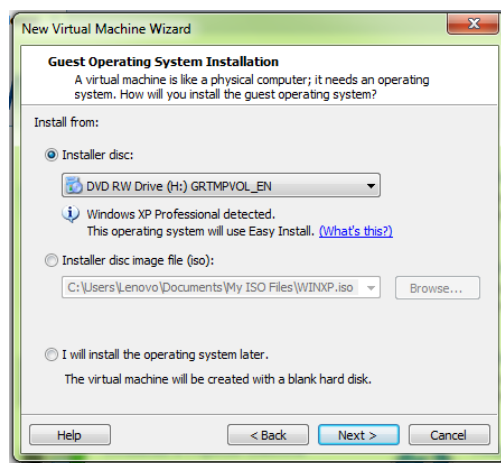 New Virtual Machine Wizard
Guest Operating System Installation
A virtual machine is like a physical computer; it needs an operating
system. How will you install the guest operating system?
Install from:
Installer disc:
DVD RW Drive (H:) GRTMPVOL_EN
Windows XP Professional detected.
This operating system will use Easy Install. (What's this?)
Installer disc image file (iso):
C:\Users\Lenovo\Documents\My ISO Files\WINXP.iso Browse...
I will install the operating system later.
The virtual machine will be created with a blank hard disk.
Help < Back Next > Cancel